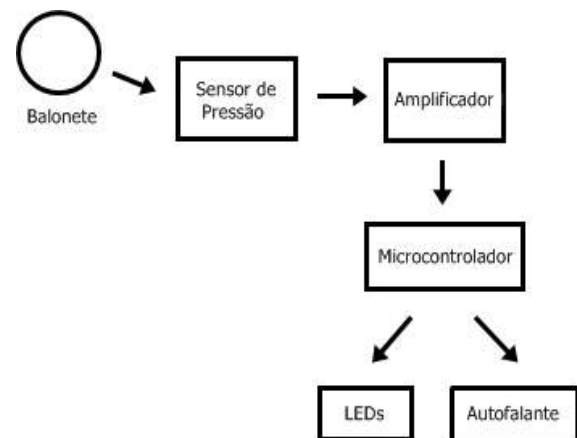 Balonete
Sensor de
Pressão
Amplificador
Microcontrolador
LEDs
Autofalante